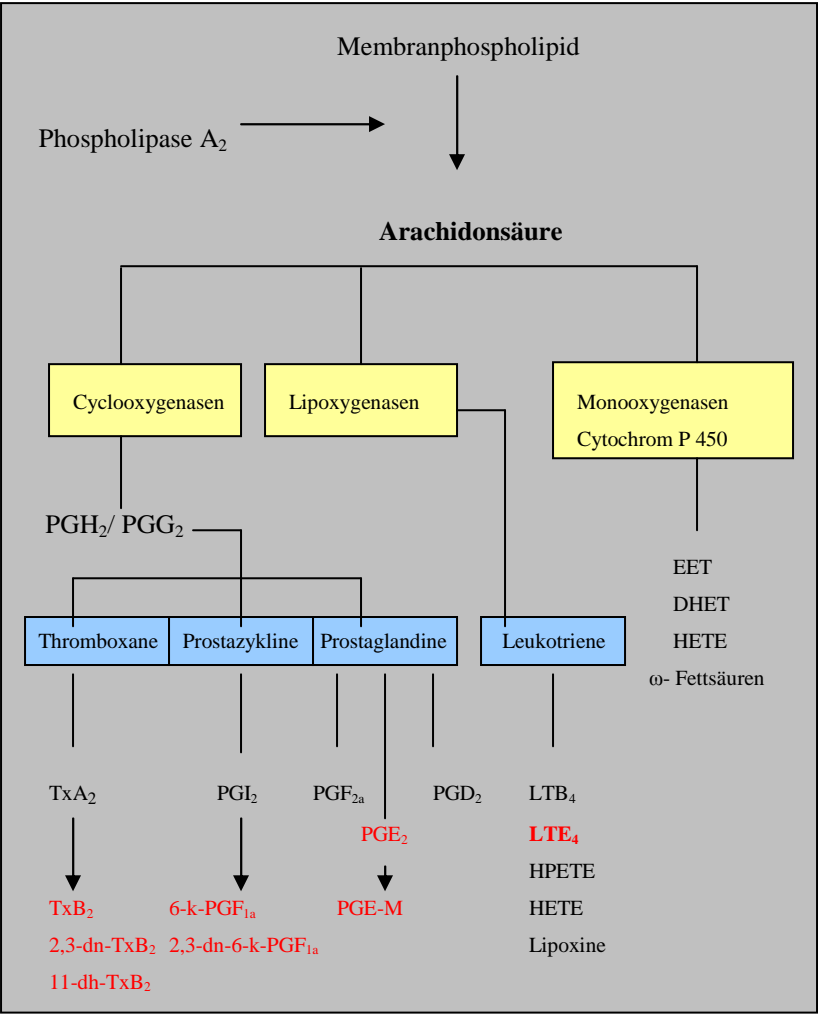 Membranphospholipid
Phospholipase A₂
Arachidonsäure
Cyclooxygenasen
Lipoxygenasen
Monooxygenasen
Cytochrom P 450
PGH₂/ PGG₂
EET
DHET
HETE
ω- Fettsäuren
Thromboxane
Prostazykline
Prostaglandine
Leukotriene
TxA₂
PGI₂
PGF₂ₐ
PGD₂
LTB₄
PGE₂
LTE₄
HPETE
TxB₂
6-k-PGF₁ₐ
PGE-M
HETE
2,3-dn-TxB₂
2,3-dn-6-k-PGF₁ₐ
Lipoxine
11-dh-TxB₂